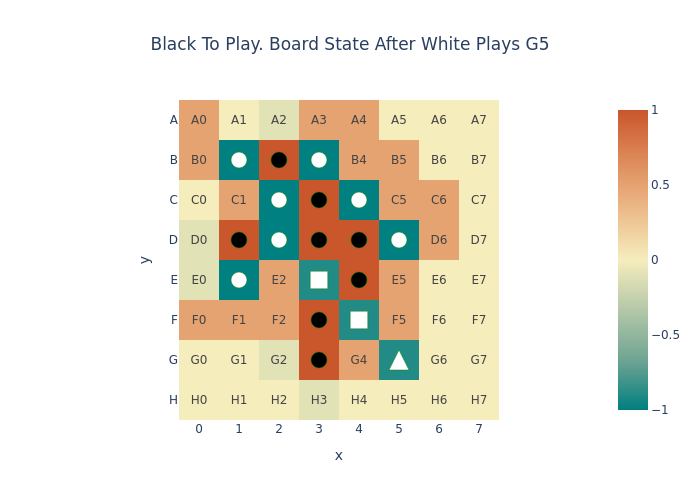 Black To Play. Board State After White Plays G5
A A0 A1 A2 A3 A4 A5 A6 A7
B B0 B4 B5 B6 B7
C C0 C1 C5 C6 C7
D D0 D6 D7
E E0 E2 E5 E6 E7
F F0 F1 F2 F5 F6 F7
G G0 G1 G2 G4 G6 G7
H H0 H1 H2 H3 H4 H5 H6 H7
0 1 2 3 4 5 6 7
x
y
1
0.5
0
−0.5
−1